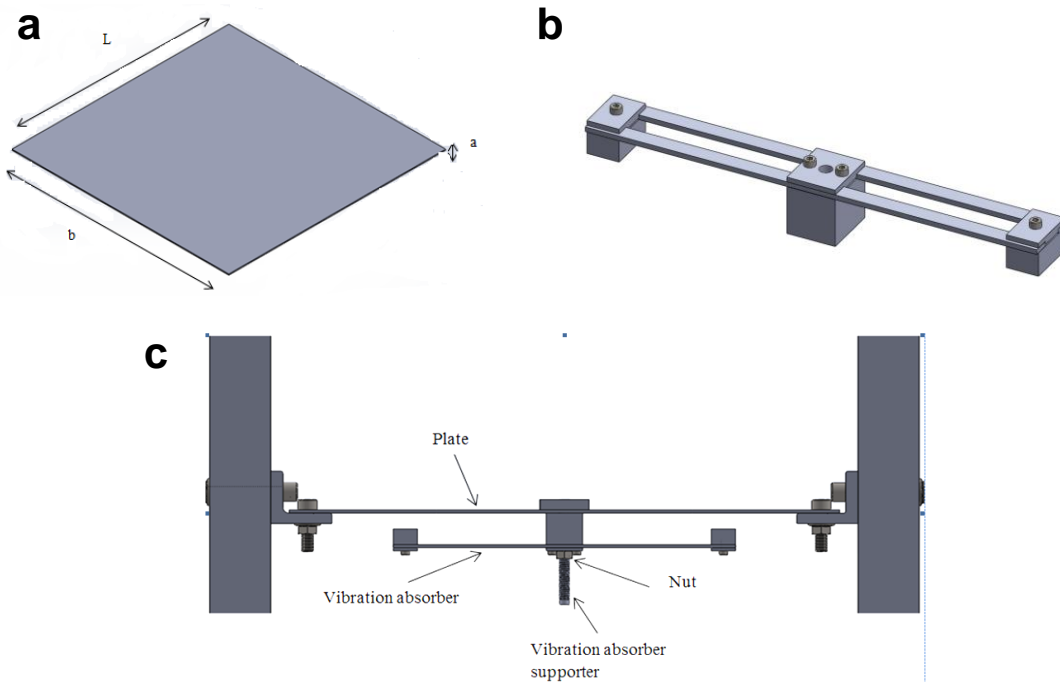 a
L
a
b
b
c
Plate
Vibration absorber
Nut
Vibration absorber
supporter